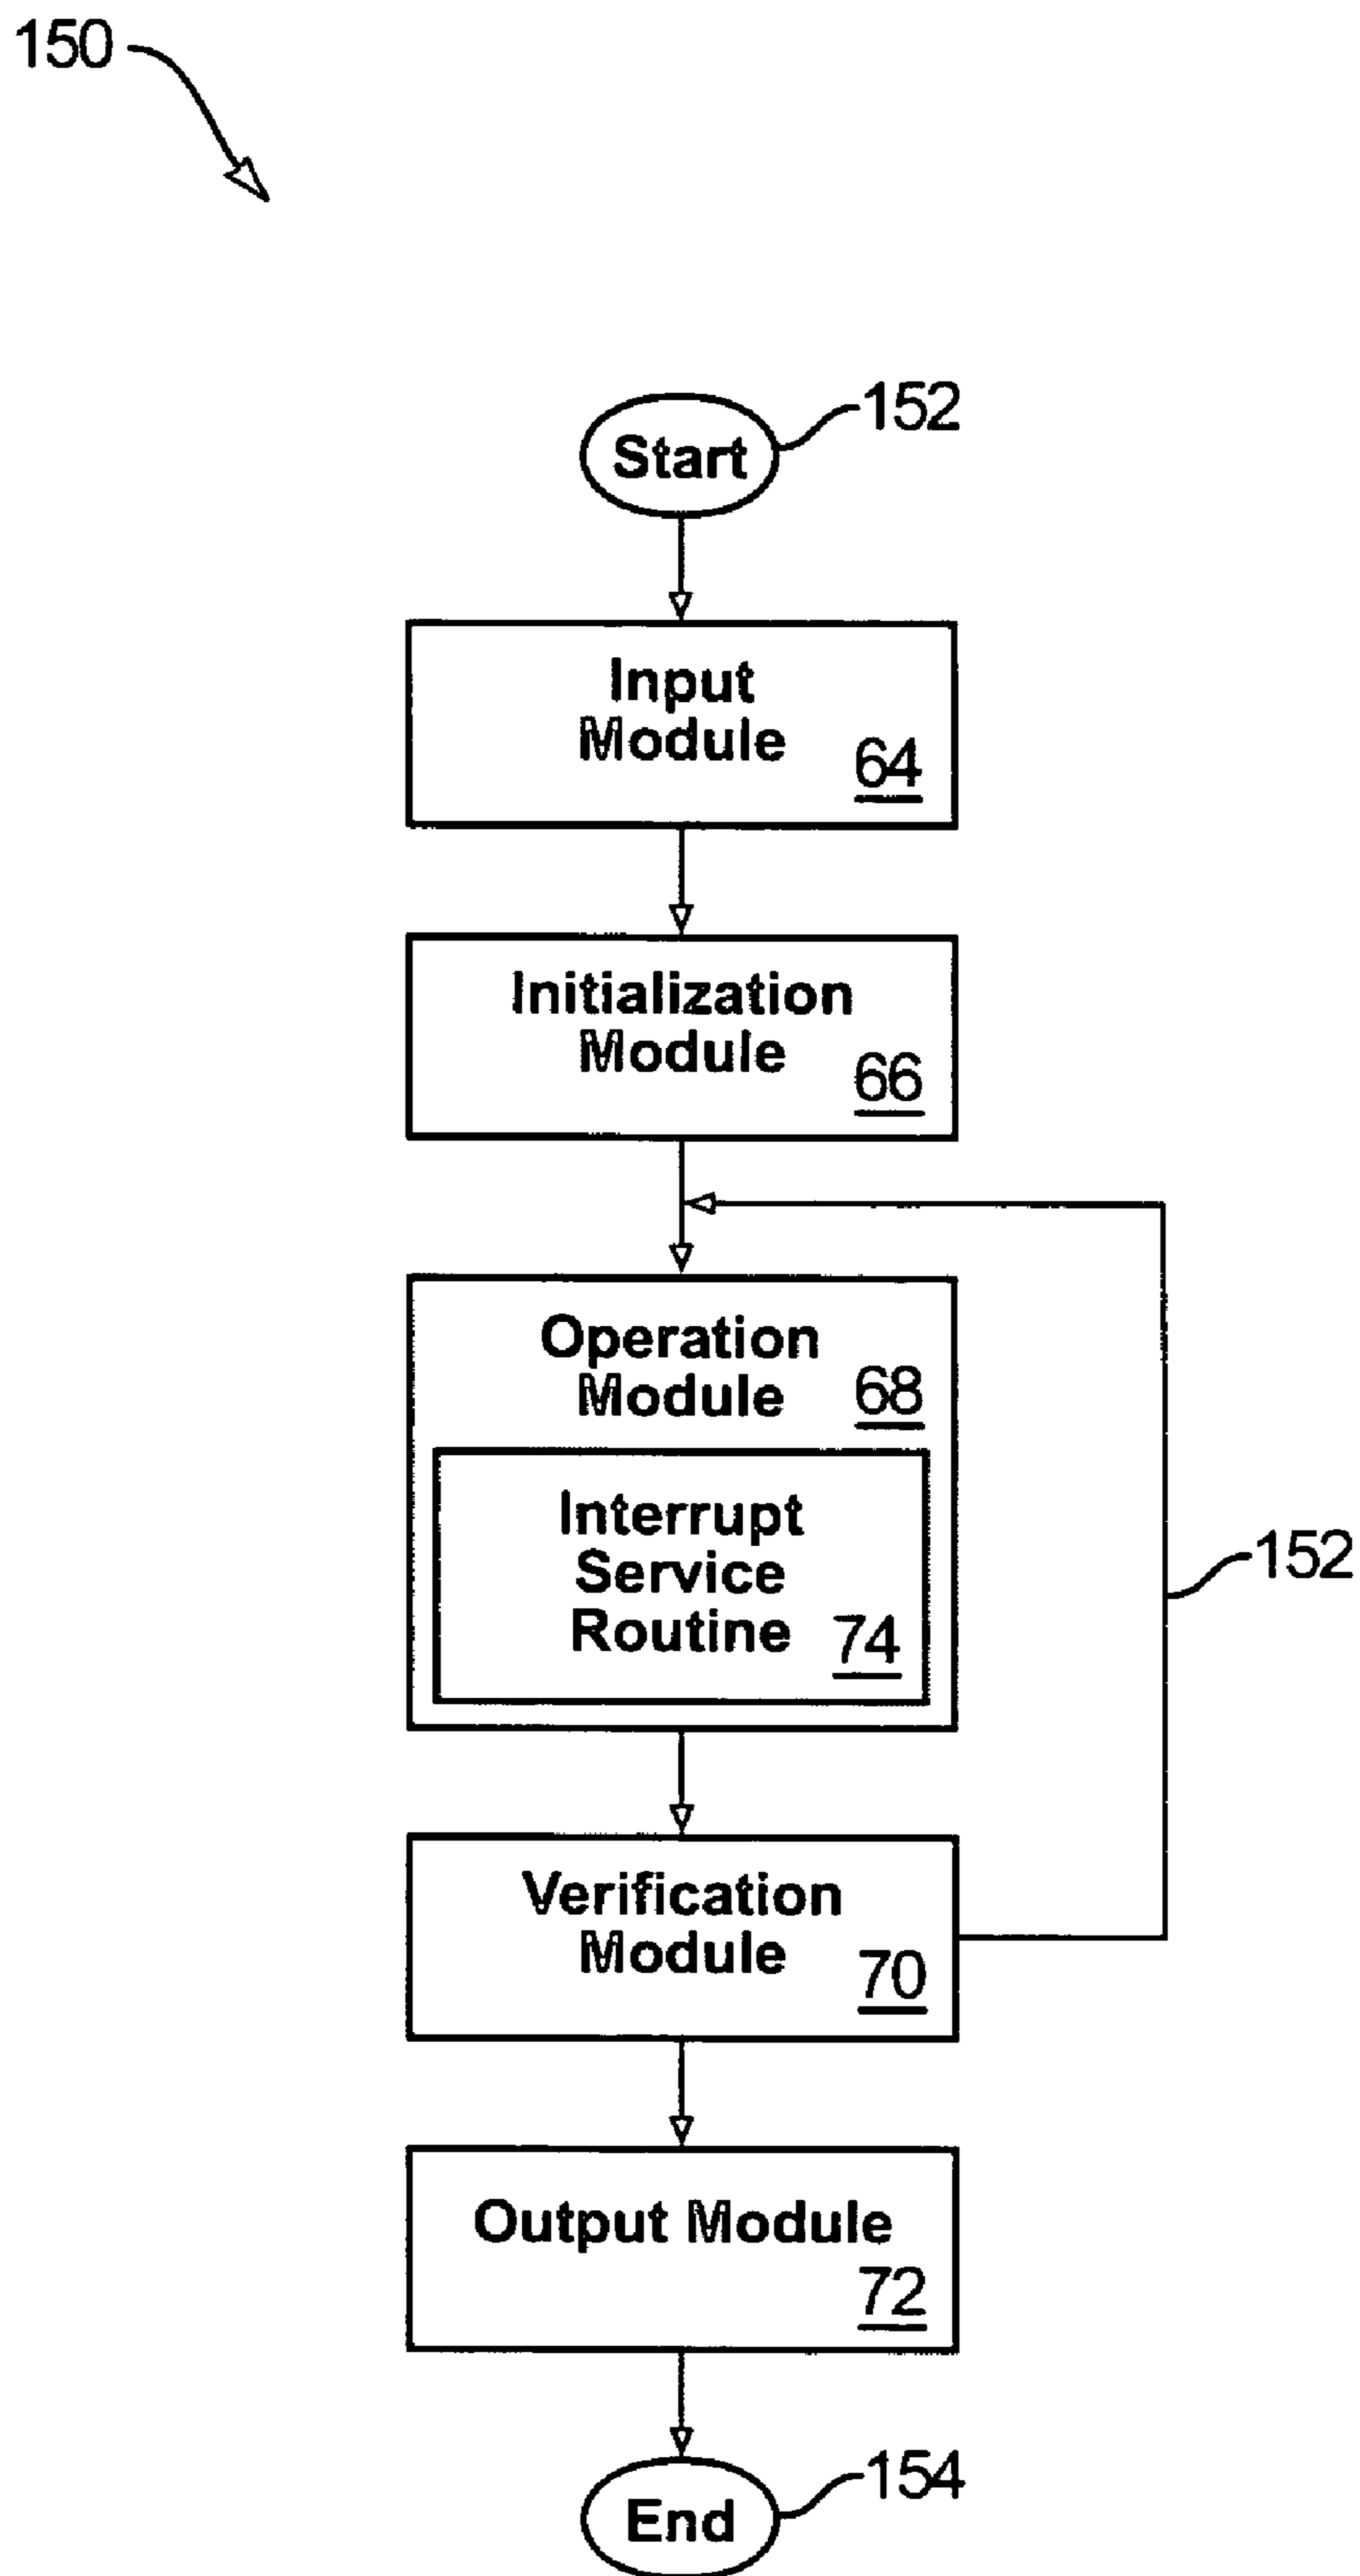 150
152
Start
Input
Module
64
Initialization
Module
66
Operation
Module
68
Interrupt
Service
Routine
74
152
Verification
Module
70
Output Module
72
154
End